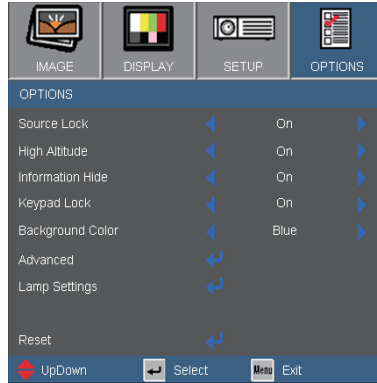 IMAGE DISPLAY SETUP OPTIONS
OPTIONS
Source Lock On
High Altitude On
Information Hide On
Keypad Lock On
Background Color Blue
Advanced
Lamp Settings
Reset
UpDown Select Menu Exit